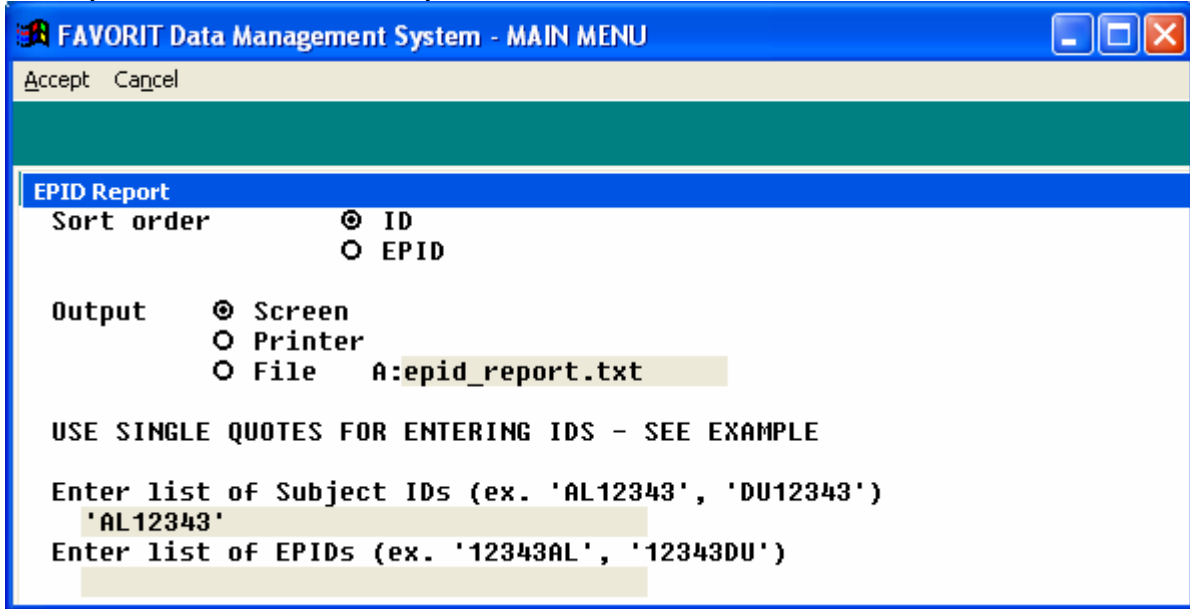 FAVORIT Data Management System - MAIN MENU
Accept Cancel
EPID Report
Sort order ID
EPID
Output Screen
Printer
File A:epid_report.txt
USE SINGLE QUOTES FOR ENTERING IDS - SEE EXAMPLE
Enter list of Subject IDs (ex. 'AL12343', 'DU12343')
'AL12343'
Enter list of EPIDs (ex. '12343AL', '12343DU')